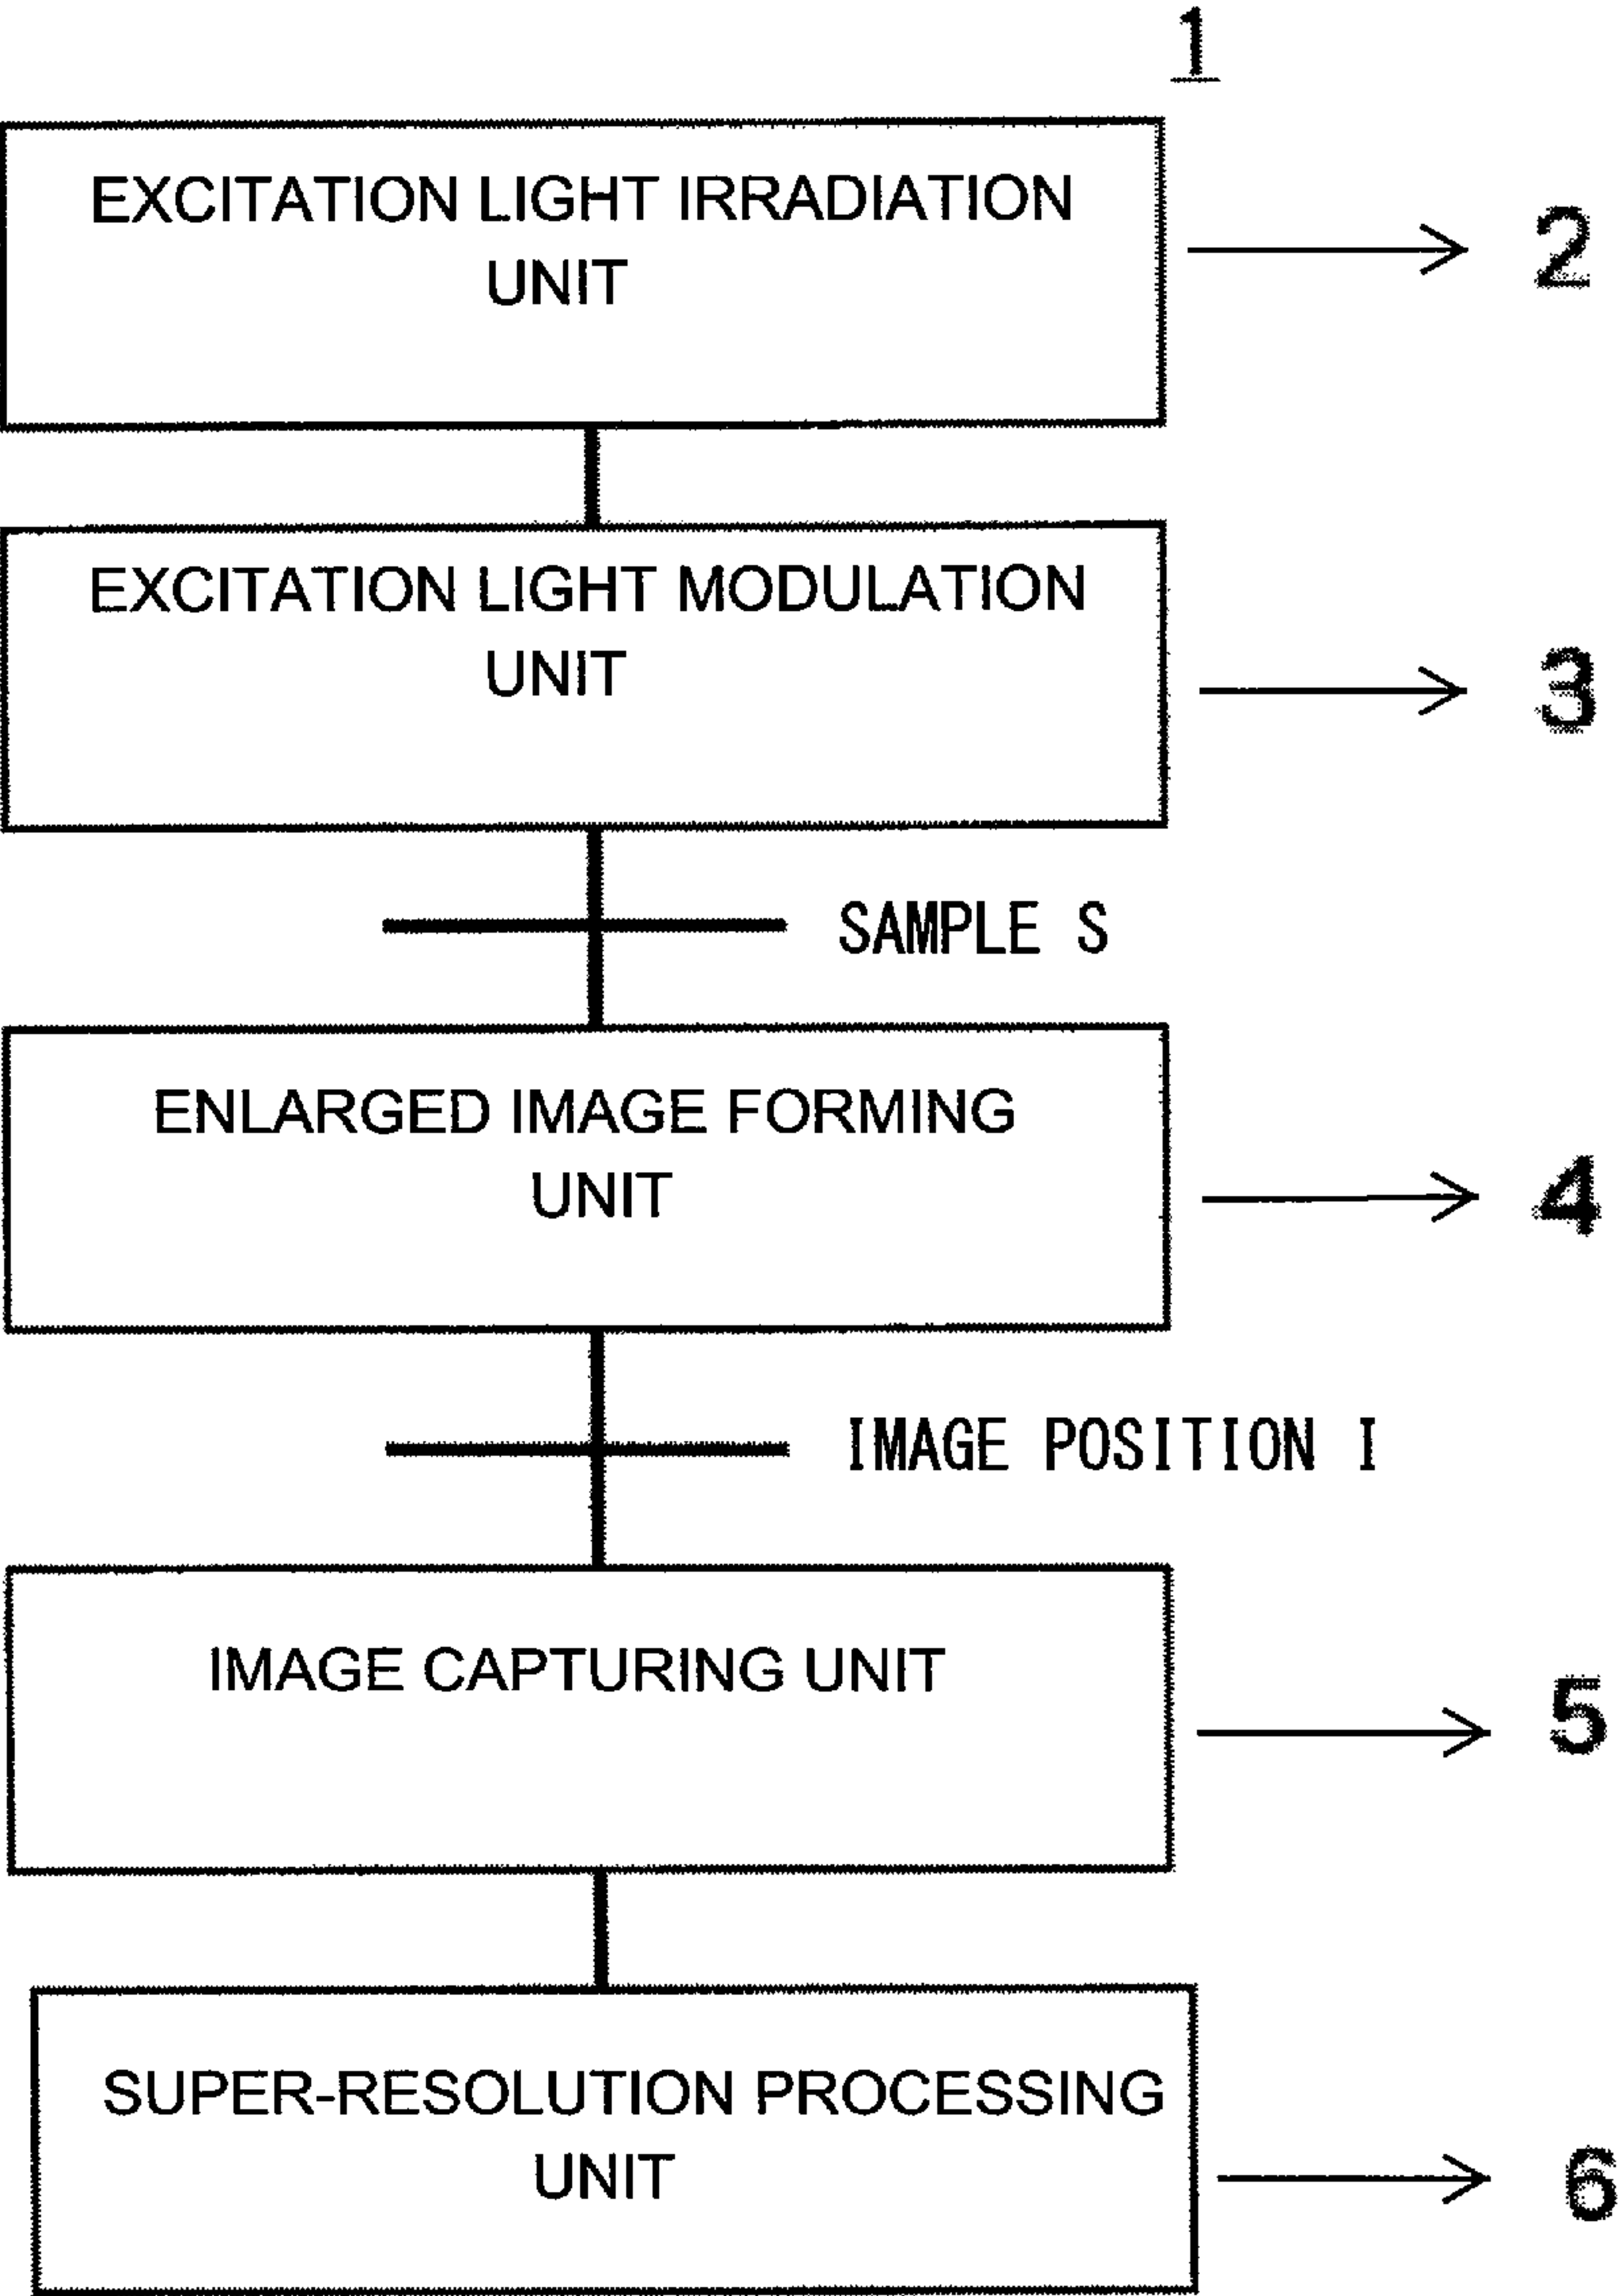 1
EXCITATION LIGHT IRRADIATION
UNIT
2
EXCITATION LIGHT MODULATION
UNIT
3
SAMPLE S
ENLARGED IMAGE FORMING
UNIT
4
IMAGE POSITION I
IMAGE CAPTURING UNIT
5
SUPER-RESOLUTION PROCESSING
UNIT
6